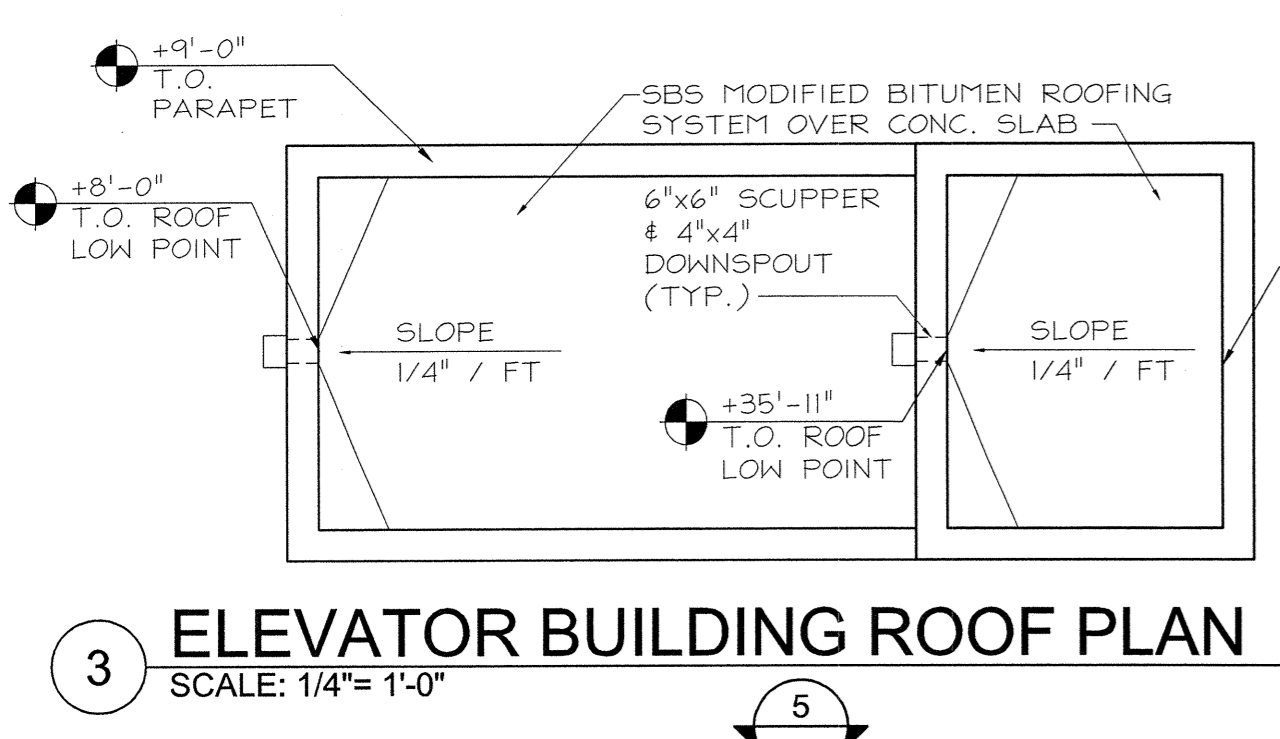 +9'-0"
T.O.
PARAPET
SBS MODIFIED BITUMEN ROOFING
SYSTEM OVER CONC. SLAB
+8'-0"
T.O. ROOF
LOW POINT
6"x6" SCUPPER
& 4"x4"
DOWNSPOUT
(TYP.)
SLOPE
1/4" / FT
SLOPE
1/4" / FT
+35'-11"
T.O. ROOF
LOW POINT
3
ELEVATOR BUILDING ROOF PLAN
SCALE: 1/4"= 1'-0"
5